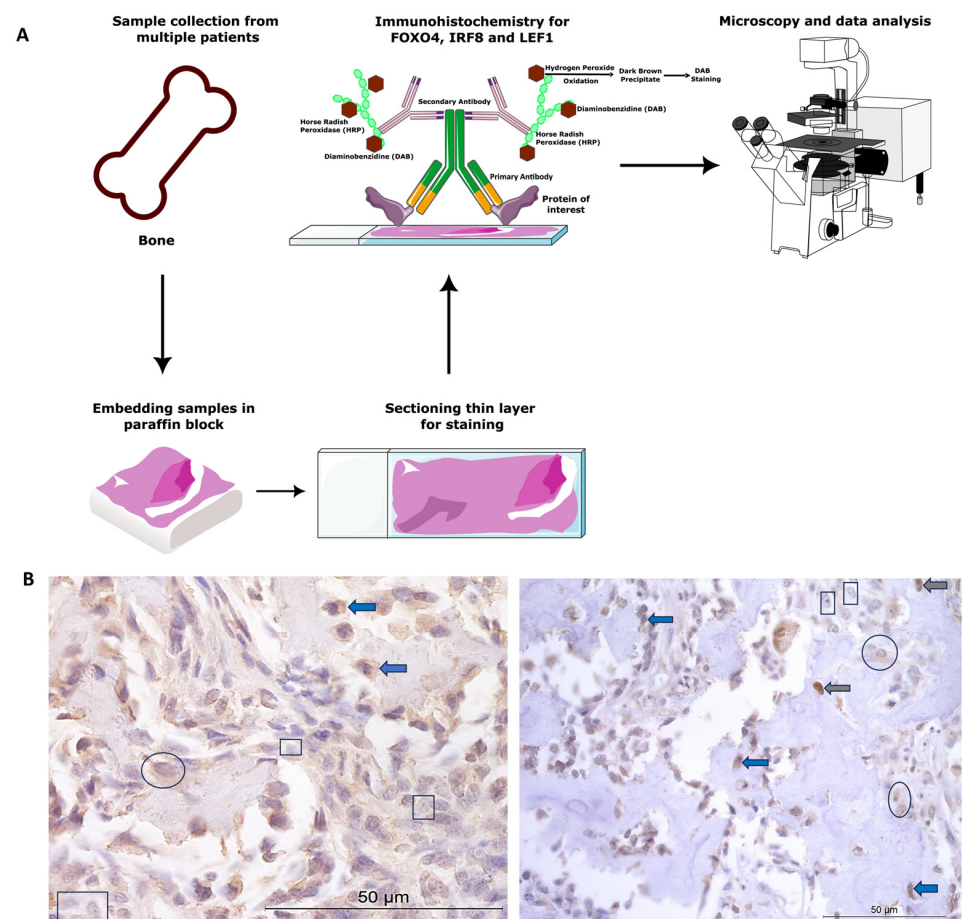 A
Sample collection from
multiple patients
Bone
Immunohistochemistry for
FOXO4, IRF8 and LEF1
Hydrogen Peroxide
Oxidation
Dark Brown
Precipitate
DAB
Staining
Secondary Antibody
Horse Radish
Peroxidase (HRP)
Diaminobenzidine (DAB)
Diaminobenzidine (DAB)
Horse Radish
Peroxidase (HRP)
Primary Antibody
Protein of
interest
Microscopy and data analysis
Embedding samples in
paraffin block
Sectioning thin layer
for staining
B
50 µm
50 µm